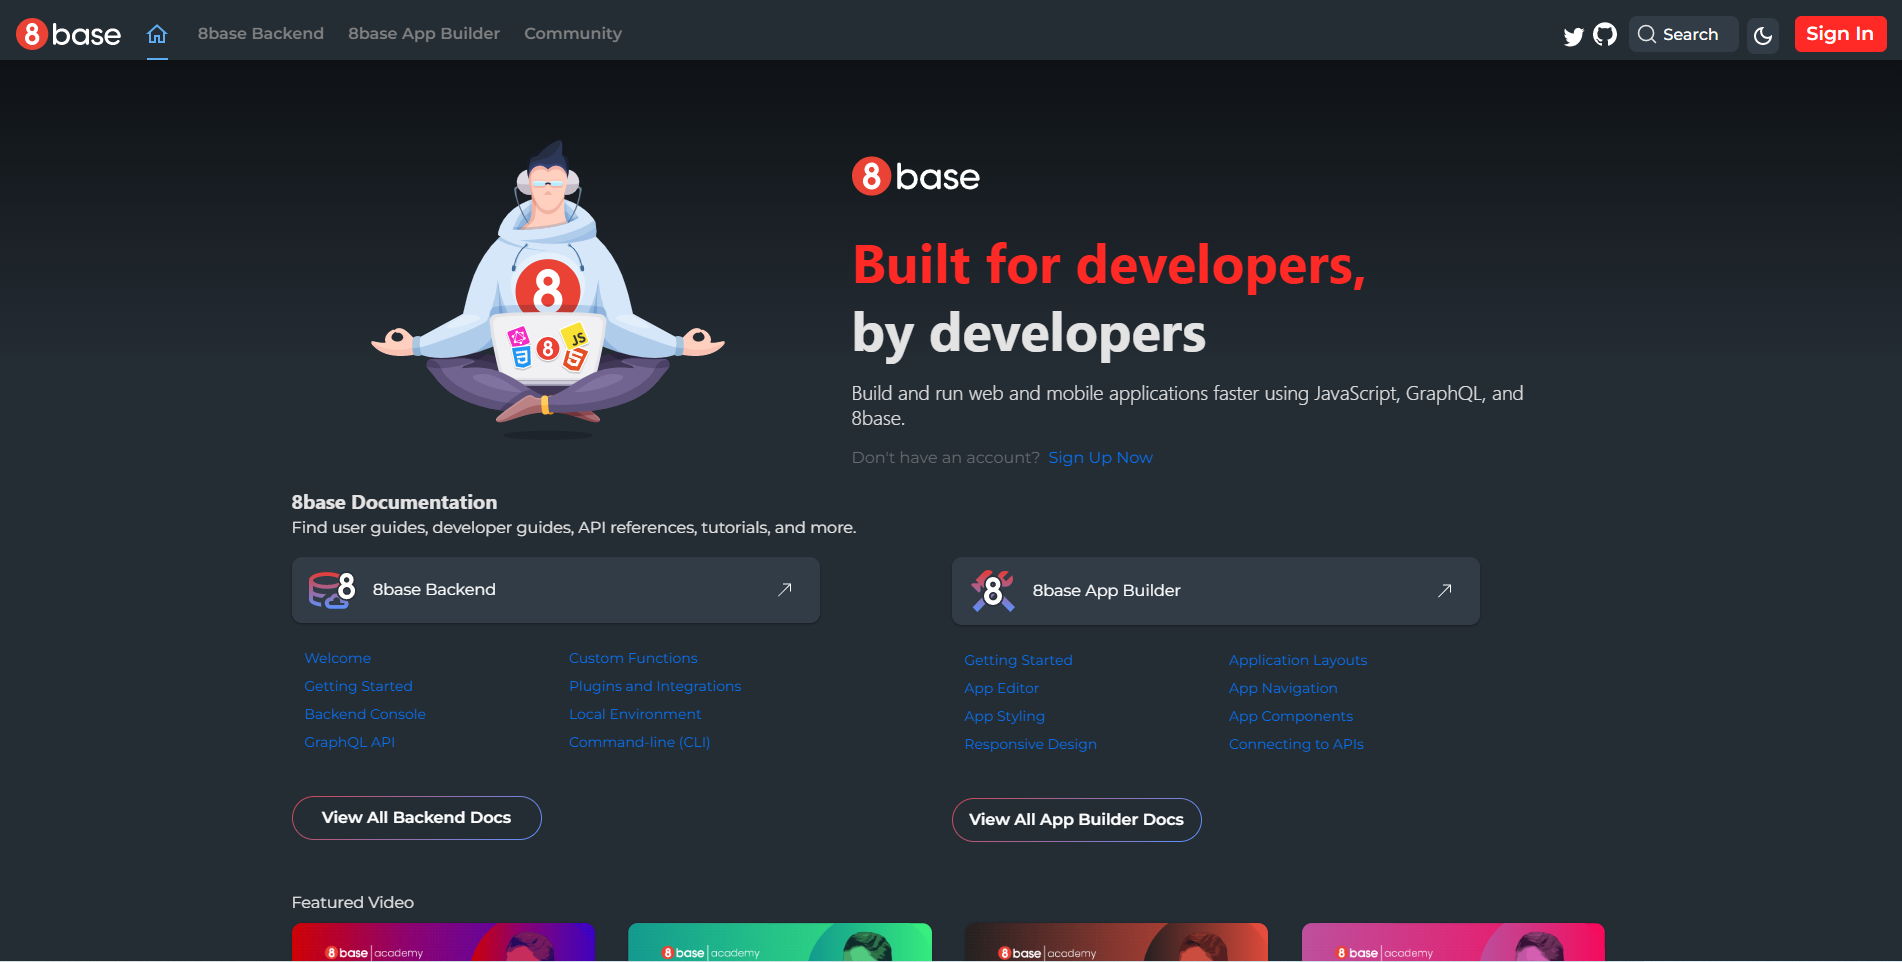 8base
8base Backend
8base App Builder
Community
Search
Sign In
8base
Built for developers,
by developers
Build and run web and mobile applications faster using JavaScript, GraphQL, and
8base.
Don't have an account? Sign Up Now
8
JS
8
8base Documentation
Find user guides, developer guides, API references, tutorials, and more.
8
8base Backend
Welcome
Getting Started
Backend Console
GraphQL API
Custom Functions
Plugins and Integrations
Local Environment
Command-line (CLI)
View All Backend Docs
8
8base App Builder
Getting Started
App Editor
App Styling
Responsive Design
Application Layouts
App Navigation
App Components
Connecting to APIs
View All App Builder Docs
Featured Video
8base|academy
8base|academy
8base|academy
8base|academy